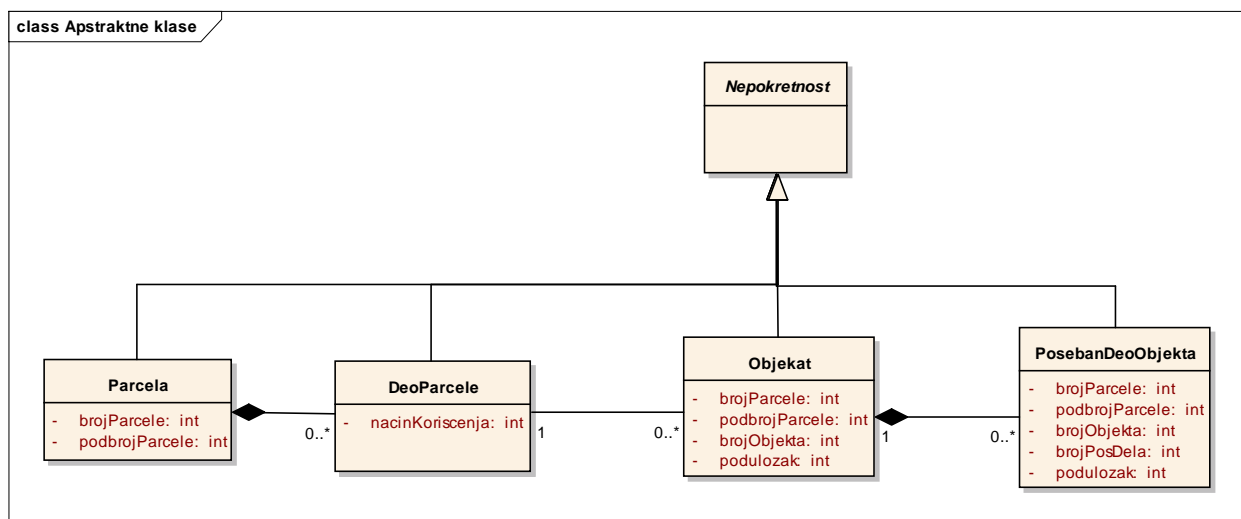 class Apstraktne klase
Nepokretnost
Parcela
- brojParcele: int
- podbrojParcele: int
0..*
DeoParcele
- nacinKoriscenja: int
1
0..*
Objekat
- brojParcele: int
- podbrojParcele: int
- brojObjekta: int
- podulozak: int
1
0..*
PosebanDeoObjekta
- brojParcele: int
- podbrojParcele: int
- brojObjekta: int
- brojPosDela: int
- podulozak: int